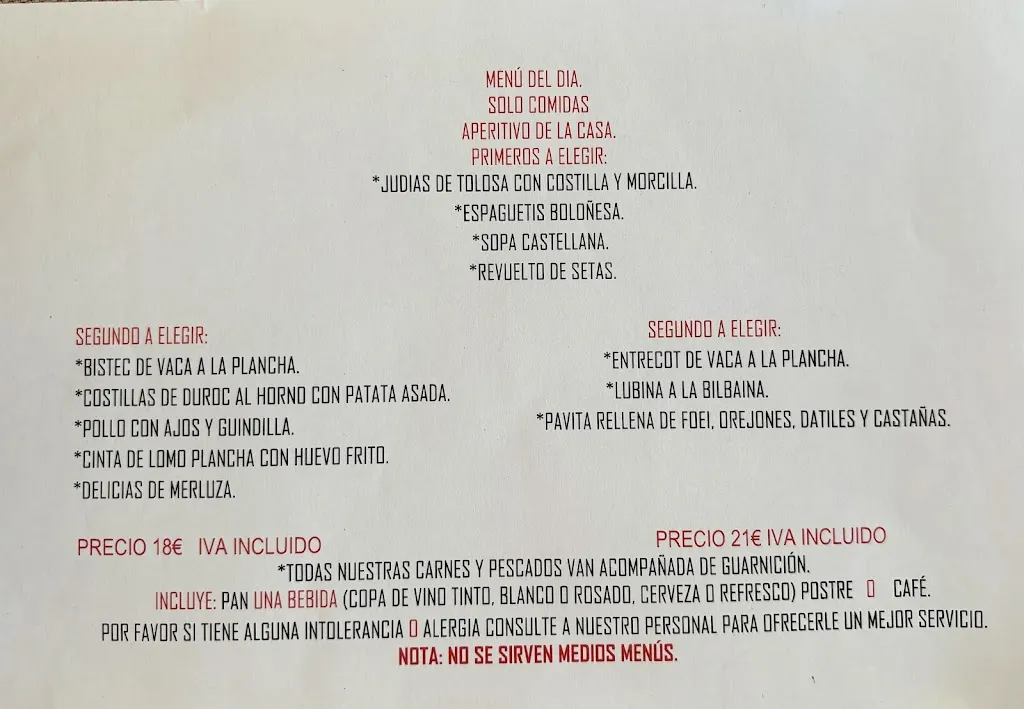 MENÚ DEL DIA.
SOLO COMIDAS
APERITIVO DE LA CASA.
PRIMEROS A ELEGIR:
*JUDIAS DE TOLOSA CON COSTILLA Y MORCILLA.
*ESPAGUETIS BOLOÑESA.
*SOPA CASTELLANA.
*REVUELTO DE SETAS.
SEGUNDO A ELEGIR:
*BISTEC DE VACA A LA PLANCHA.
*COSTILLAS DE DUROC AL HORNO CON PATATA ASADA.
*POLLO CON AJOS Y GUINDILLA.
*CINTA DE LOMO PLANCHA CON HUEVO FRITO.
*DELICIAS DE MERLUZA.
PRECIO 18€ IVA INCLUIDO
SEGUNDO A ELEGIR:
*ENTRECOT DE VACA A LA PLANCHA.
*LUBINA A LA BILBAINA.
*PAVITA RELLENA DE FOEI, OREJONES, DATILES Y CASTAÑAS.
PRECIO 21€ IVA INCLUIDO
*TODAS NUESTRAS CARNES Y PESCADOS VAN ACOMPAÑADA DE GUARNICIÓN.
INCLUYE: PAN UNA BEBIDA (COPA DE VINO TINTO, BLANCO O ROSADO, CERVEZA O REFRESCO) POSTRE O CAFÉ.
POR FAVOR SI TIENE ALGUNA INTOLERANCIA O ALERGIA CONSULTE A NUESTRO PERSONAL PARA OFRECERLE UN MEJOR SERVICIO.
NOTA: NO SE SIRVEN MEDIOS MENÚS.